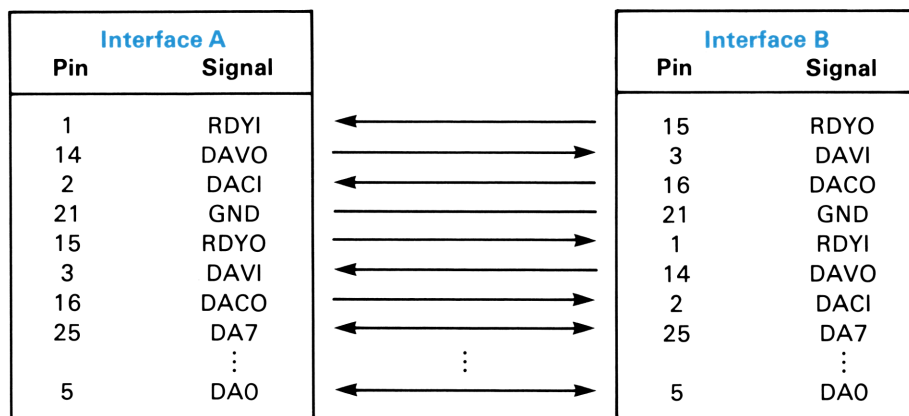 Interface A
Pin Signal
1 RDYI
14 DAVO
2 DACI
21 GND
15 RDYO
3 DAVI
16 DACO
25 DA7
⋮
5 DA0
⋮
Interface B
Pin Signal
15 RDYO
3 DAVI
16 DACO
21 GND
1 RDYI
14 DAVO
2 DACI
25 DA7
⋮
5 DA0